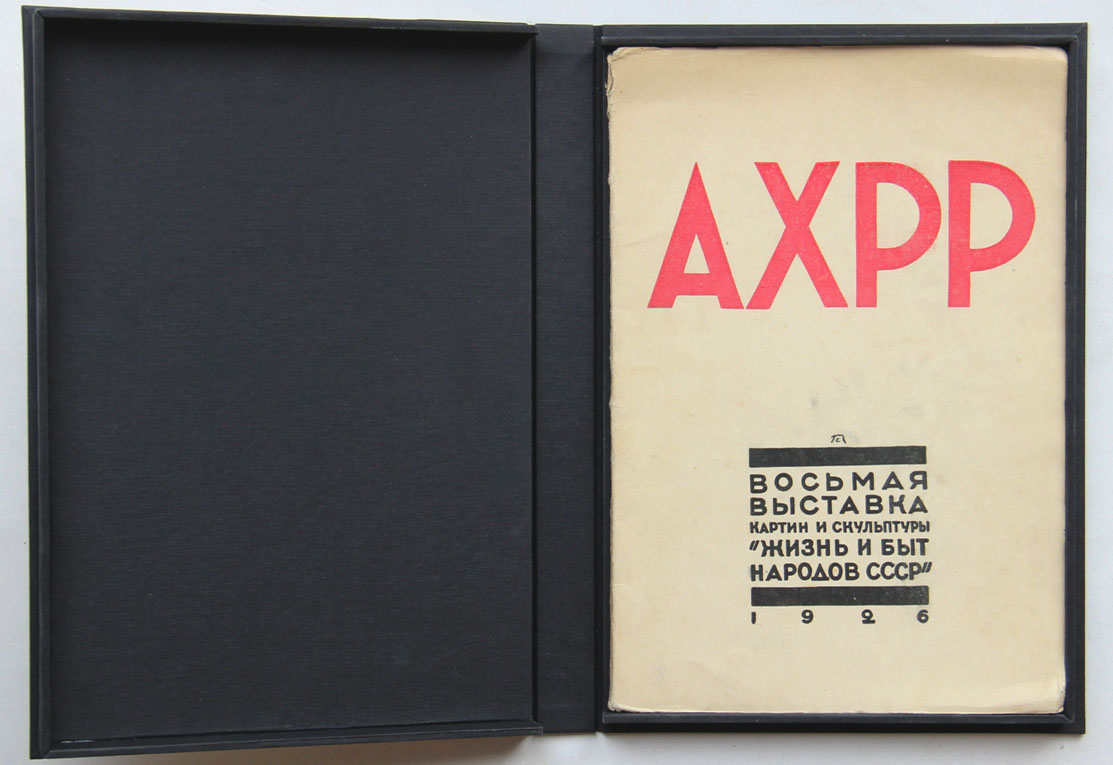 АХРР
ВОСЬМАЯ
ВЫСТАВКА
КАРТИН И СКУЛЬПТУРЫ
"ЖИЗНЬ И БЫТ
НАРОДОВ СССР"
1926